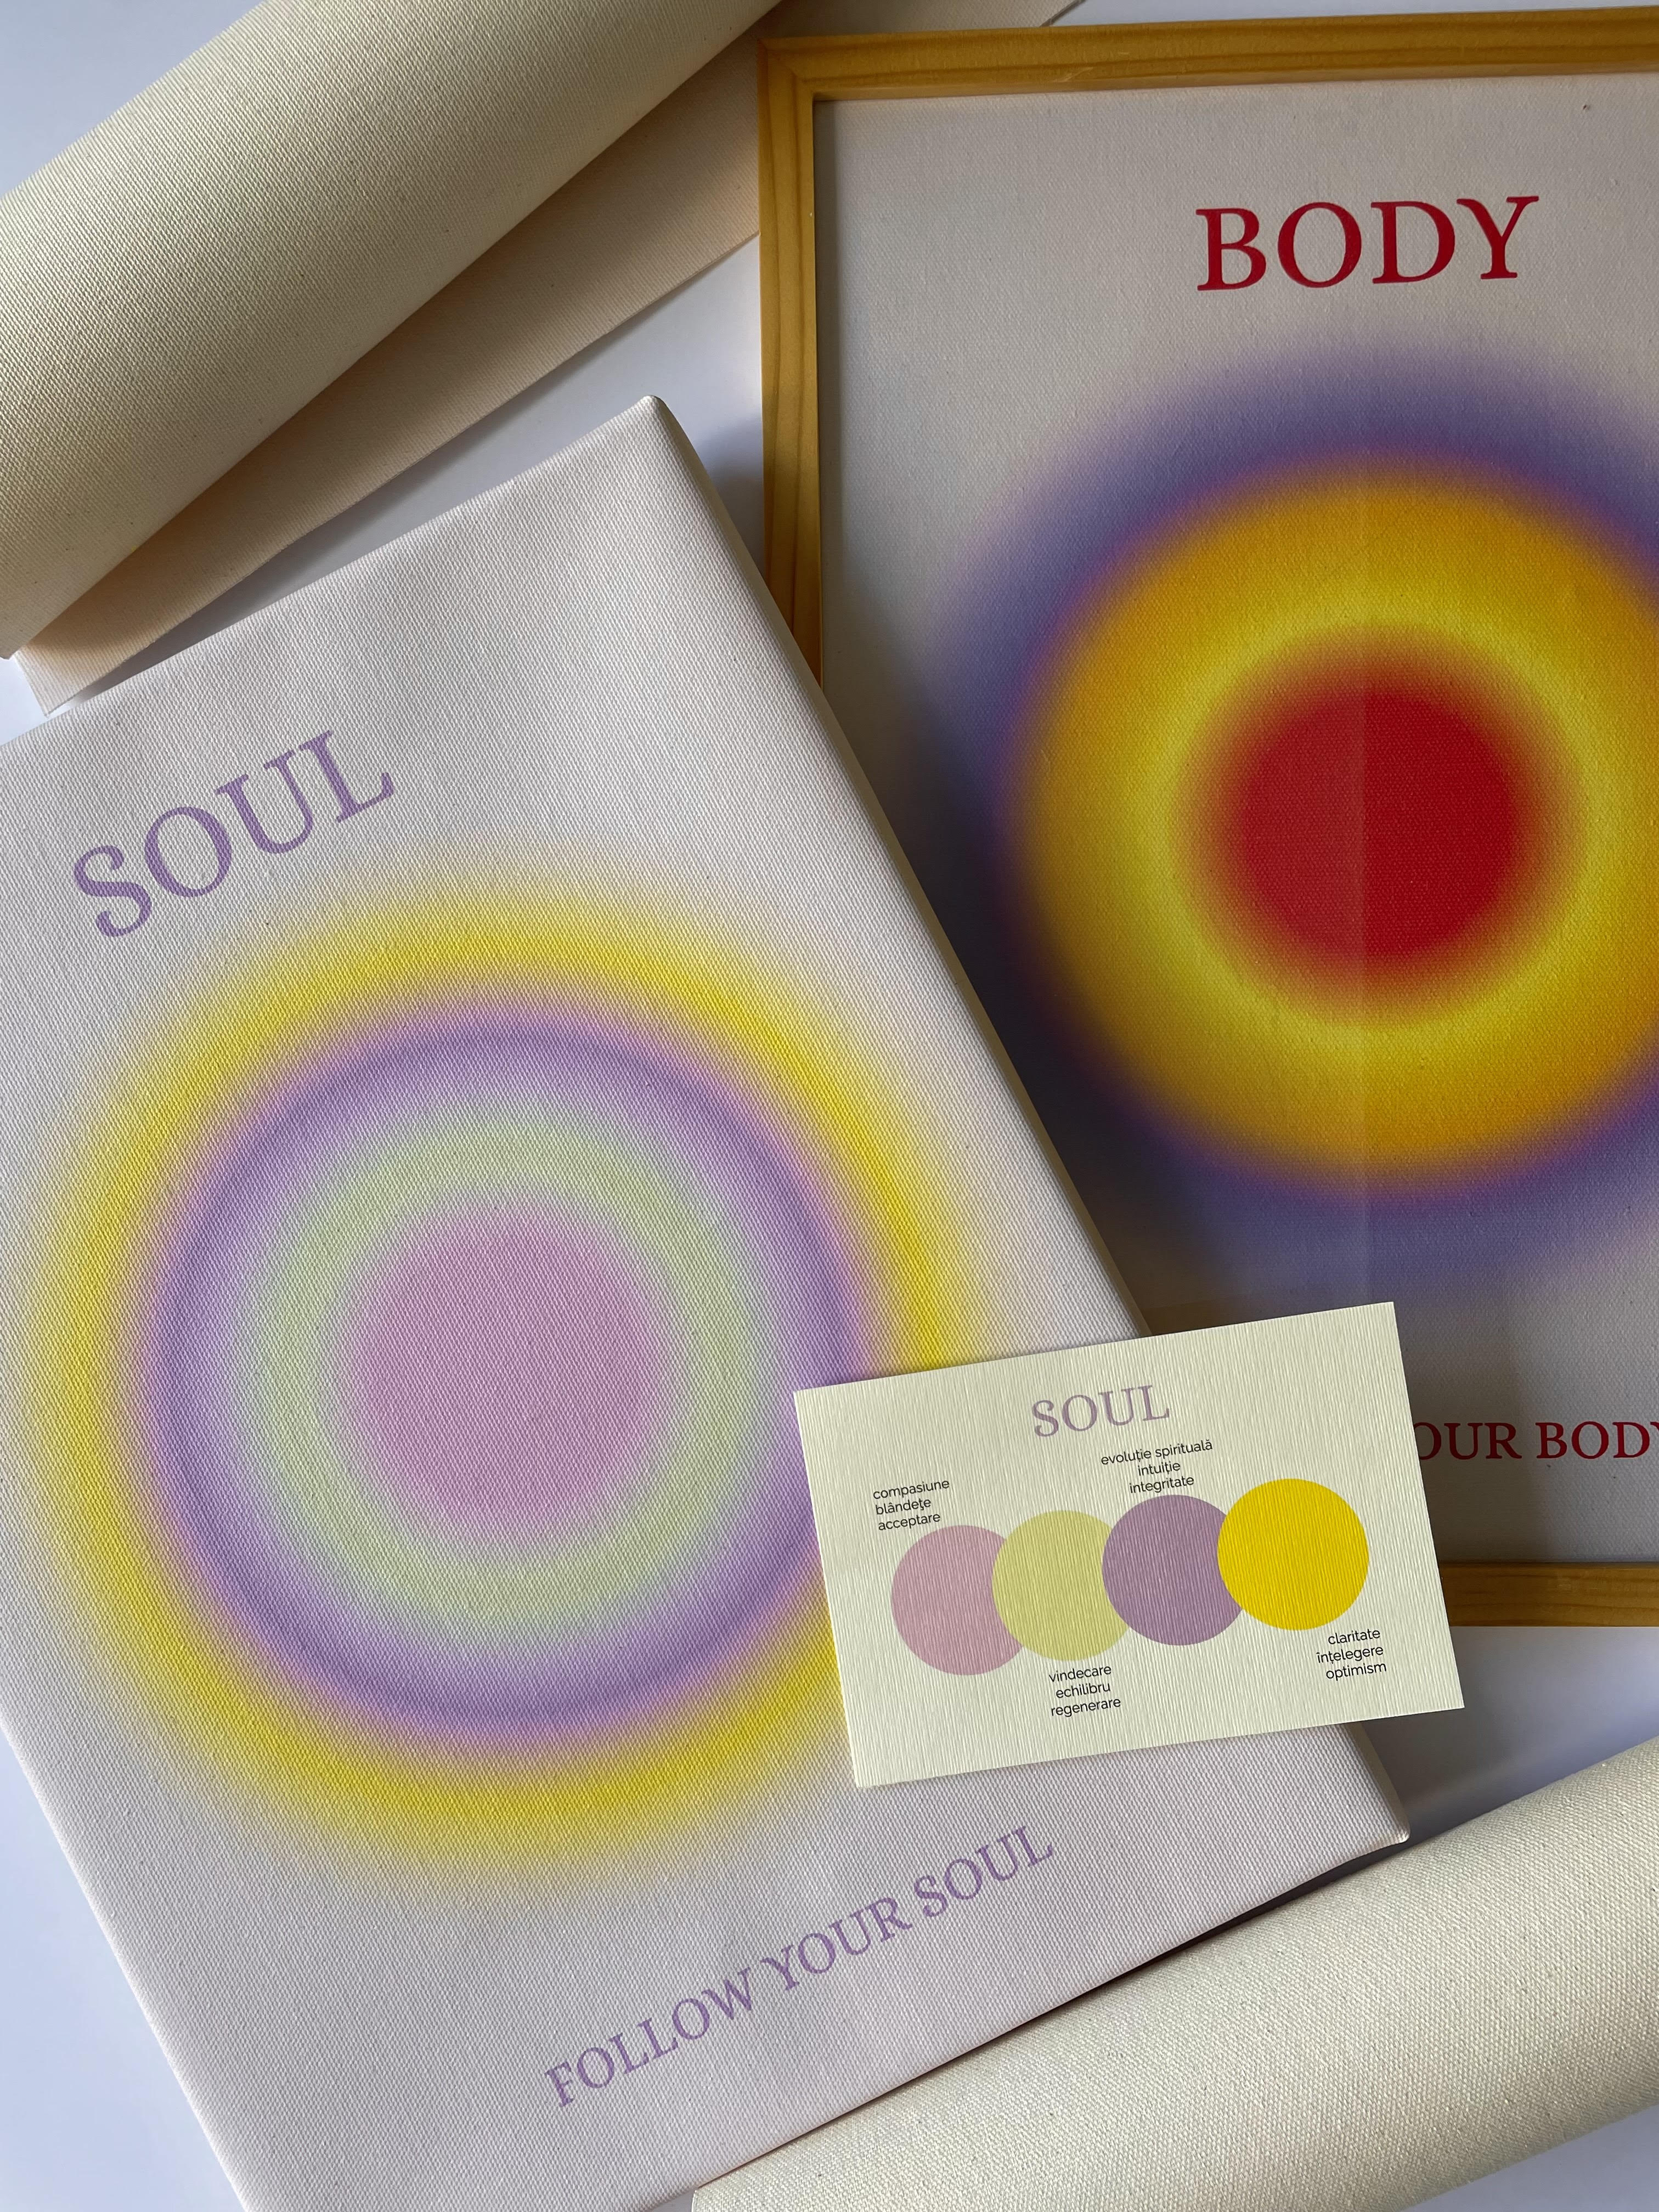 BODY
SOUL
FOLLOW YOUR SOUL
OUR BODY
SOUL
evoluție spirituală
intuiție
integritate
compasiune
blândețe
acceptare
vindecare
echilibru
regenerare
claritate
înțelegere
optimism